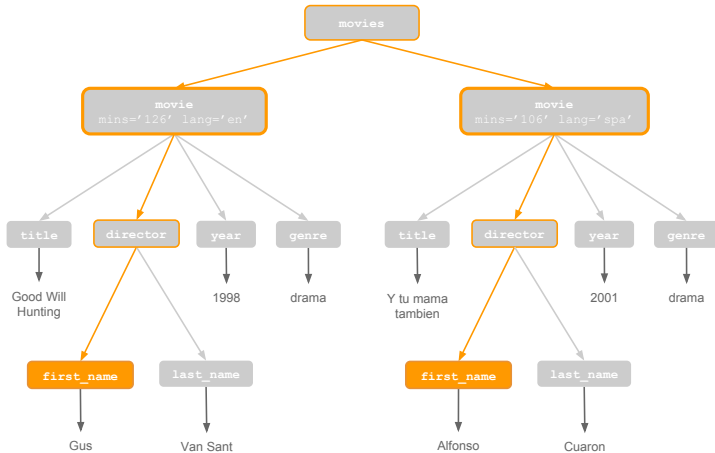 movies
movie
mins='126' lang='en'
movie
mins='106' lang='spa'
title
director
year
genre
title
director
year
genre
Good Will
Hunting
1998
drama
Y tu mama
tambien
2001
drama
first_name
last_name
first_name
last_name
Gus
Van Sant
Alfonso
Cuaron